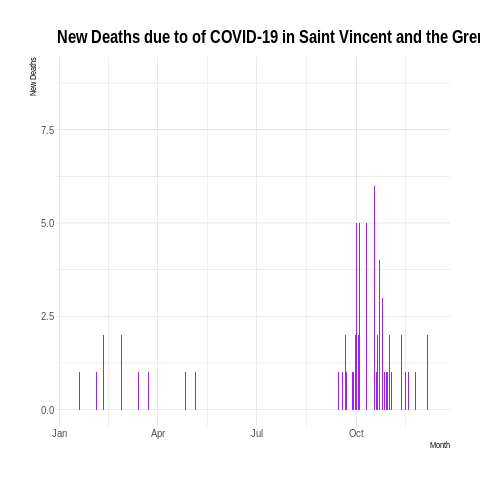 New Deaths due to of COVID-19 in Saint Vincent and the Gren
New Deaths
7.5
5.0
2.5
0.0
Jan Apr Jul Oct
Month